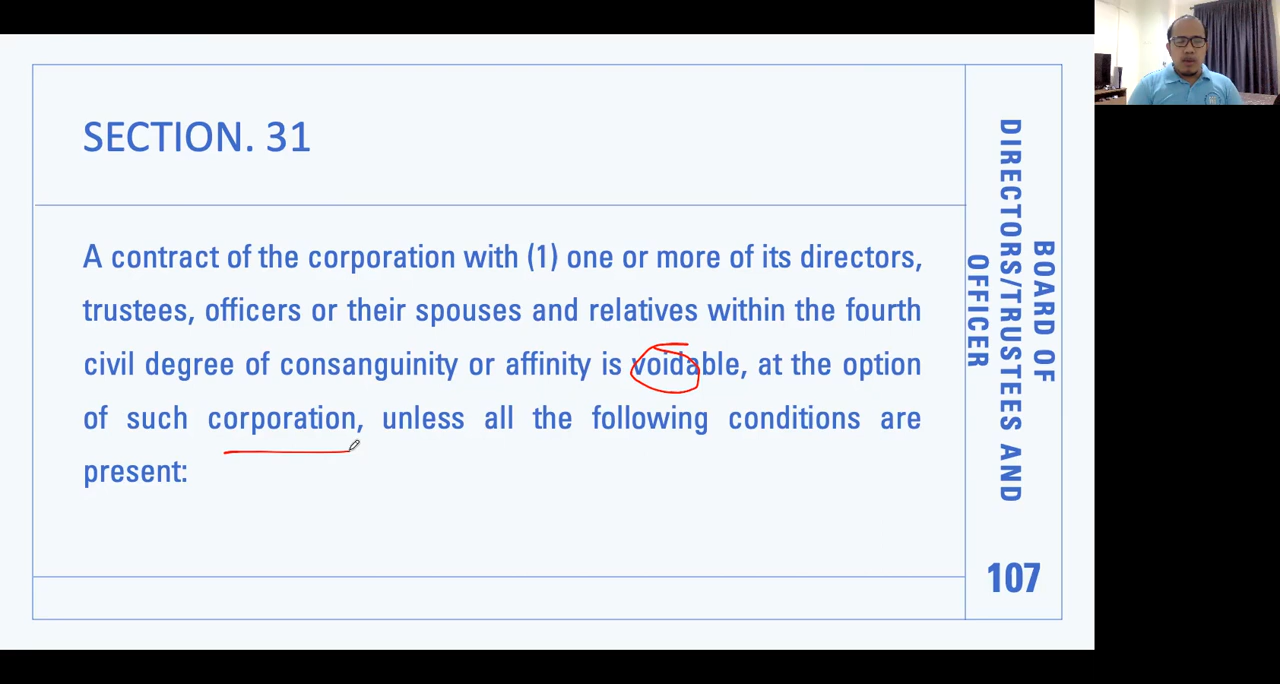 SECTION. 31
A contract of the corporation with (1) one or more of its directors,
trustees, officers or their spouses and relatives within the fourth
civil degree of consanguinity or affinity is voidable, at the option
of such corporation, unless all the following conditions are
present:
BOARD OF
DIRECTORS/TRUSTEES AND
OFFICER
107